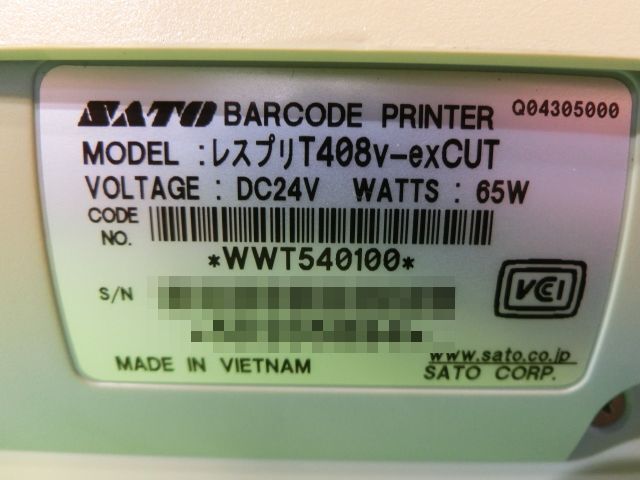 SATO BARCODE PRINTER Q04305000
MODEL :レスプリT408v-exCUT
VOLTAGE : DC24V WATTS : 65W
CODE NO.
*WWT540100*
S/N
VCI
MADE IN VIETNAM
www.sato.co.jp
SATO CORP.